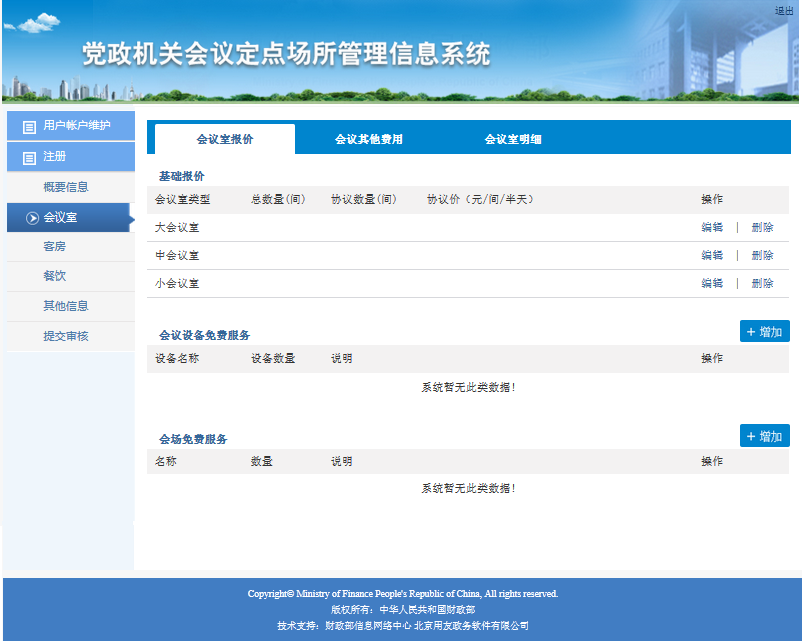 退出
党政机关会议定点场所管理信息系统
用户帐户维护
注册
概要信息
会议室
客房
餐饮
其他信息
提交审核
会议室报价 会议其他费用 会议室明细
基础报价
会议室类型 总数量(间) 协议数量(间) 协议价（元/间/半天） 操作
大会议室 编辑 | 删除
中会议室 编辑 | 删除
小会议室 编辑 | 删除
会议设备免费服务 + 增加
设备名称 设备数量 说明 操作
系统暂无此类数据！
会场免费服务 + 增加
名称 数量 说明 操作
系统暂无此类数据！
Copyright© Ministry of Finance People's Republic of China, All rights reserved.
版权所有：中华人民共和国财政部
技术支持：财政部信息网络中心 北京用友政务软件有限公司